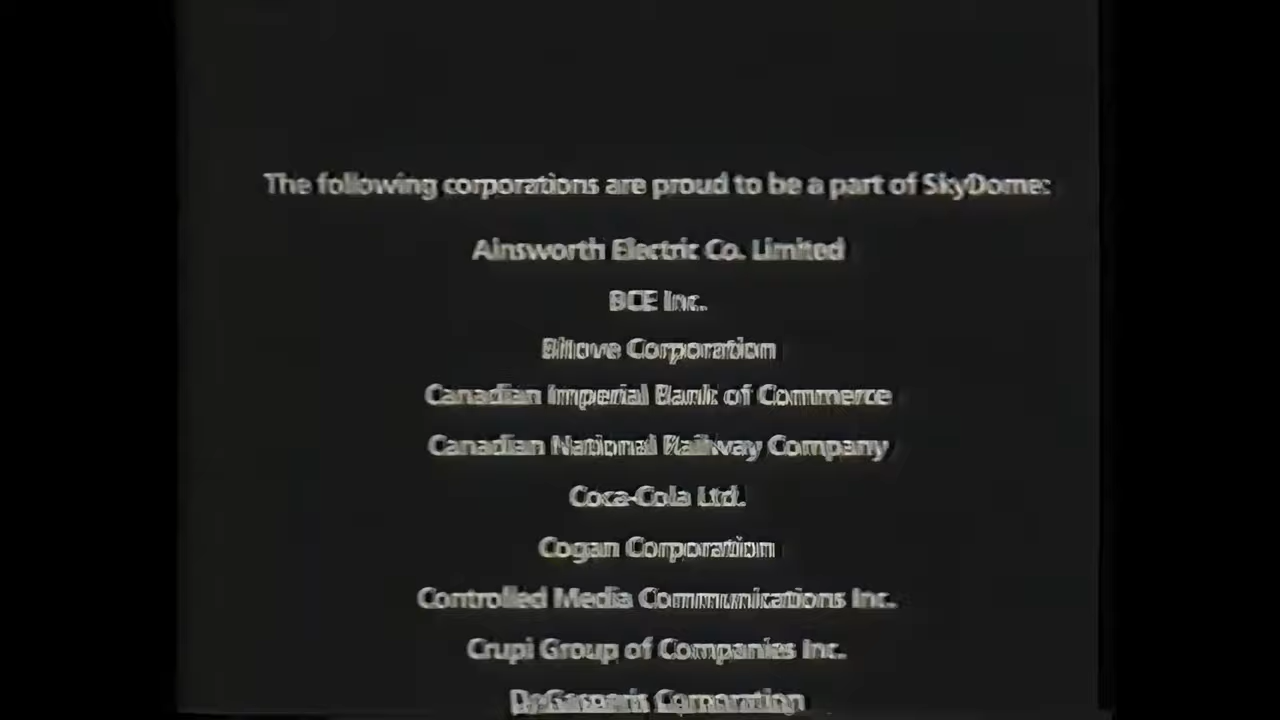 The following corporations are proud to be a part of SkyDome:
Ainsworth Electric Co. Limited
BCE Inc.
Bitove Corporation
Canadian Imperial Bank of Commerce
Canadian National Railway Company
Coca-Cola Ltd.
Cogan Corporation
Controlled Media Communications Inc.
Crupi Group of Companies Inc.
DeGasperis Corporation